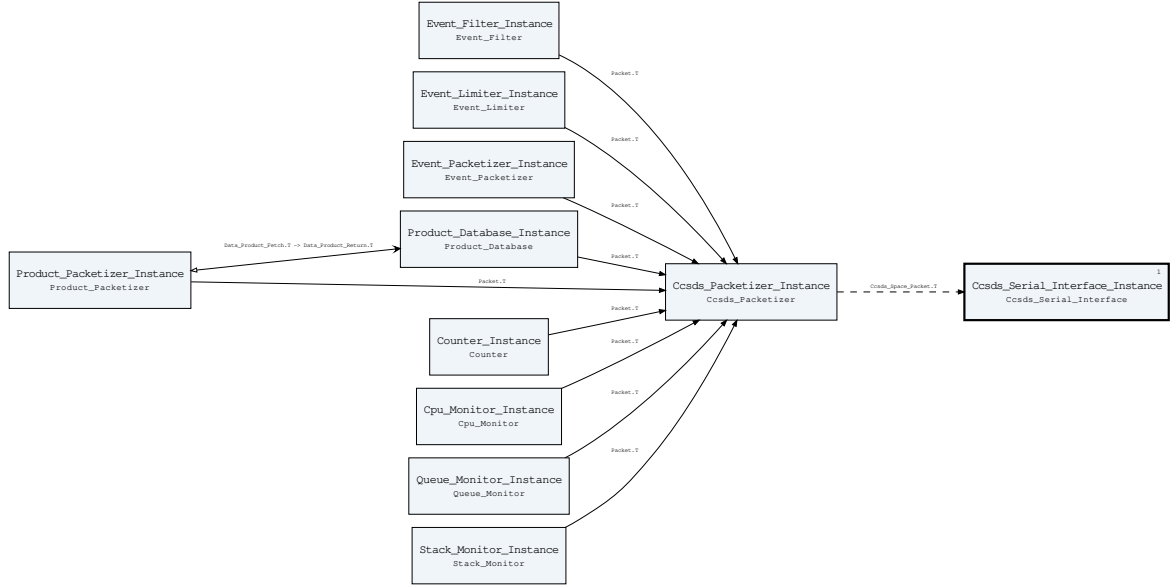 Event_Filter_Instance
Event_Filter
Packet.T
Event_Limiter_Instance
Event_Limiter
Packet.T
Event_Packetizer_Instance
Event_Packetizer
Packet.T
Product_Database_Instance
Product_Database
Data_Product_Fetch.T -> Data_Product_Return.T
Packet.T
Product_Packetizer_Instance
Product_Packetizer
Packet.T
Ccsds_Packetizer_Instance
Ccsds_Packetizer
Ccsds_Space_Packet.T
1
Ccsds_Serial_Interface_Instance
Ccsds_Serial_Interface
Packet.T
Counter_Instance
Counter
Packet.T
Cpu_Monitor_Instance
Cpu_Monitor
Packet.T
Queue_Monitor_Instance
Queue_Monitor
Packet.T
Stack_Monitor_Instance
Stack_Monitor